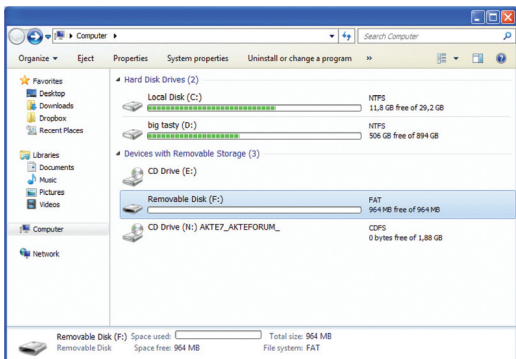 Computer
Search Computer
Organize
Eject
Properties
System properties
Uninstall or change a program
»
Favorites
Desktop
Downloads
Dropbox
Recent Places
Libraries
Documents
Music
Pictures
Videos
Computer
Network
Hard Disk Drives (2)
Local Disk (C:)
NTFS
11,8 GB free of 29,2 GB
big tasty (D:)
NTFS
506 GB free of 894 GB
Devices with Removable Storage (3)
CD Drive (E:)
Removable Disk (F:)
FAT
964 MB free of 964 MB
CD Drive (N:) AKTE7_AKTEFORUM_
CDFS
0 bytes free of 1,88 GB
Removable Disk (F:) Space used: Total size: 964 MB
Removable Disk Space free: 964 MB File system: FAT